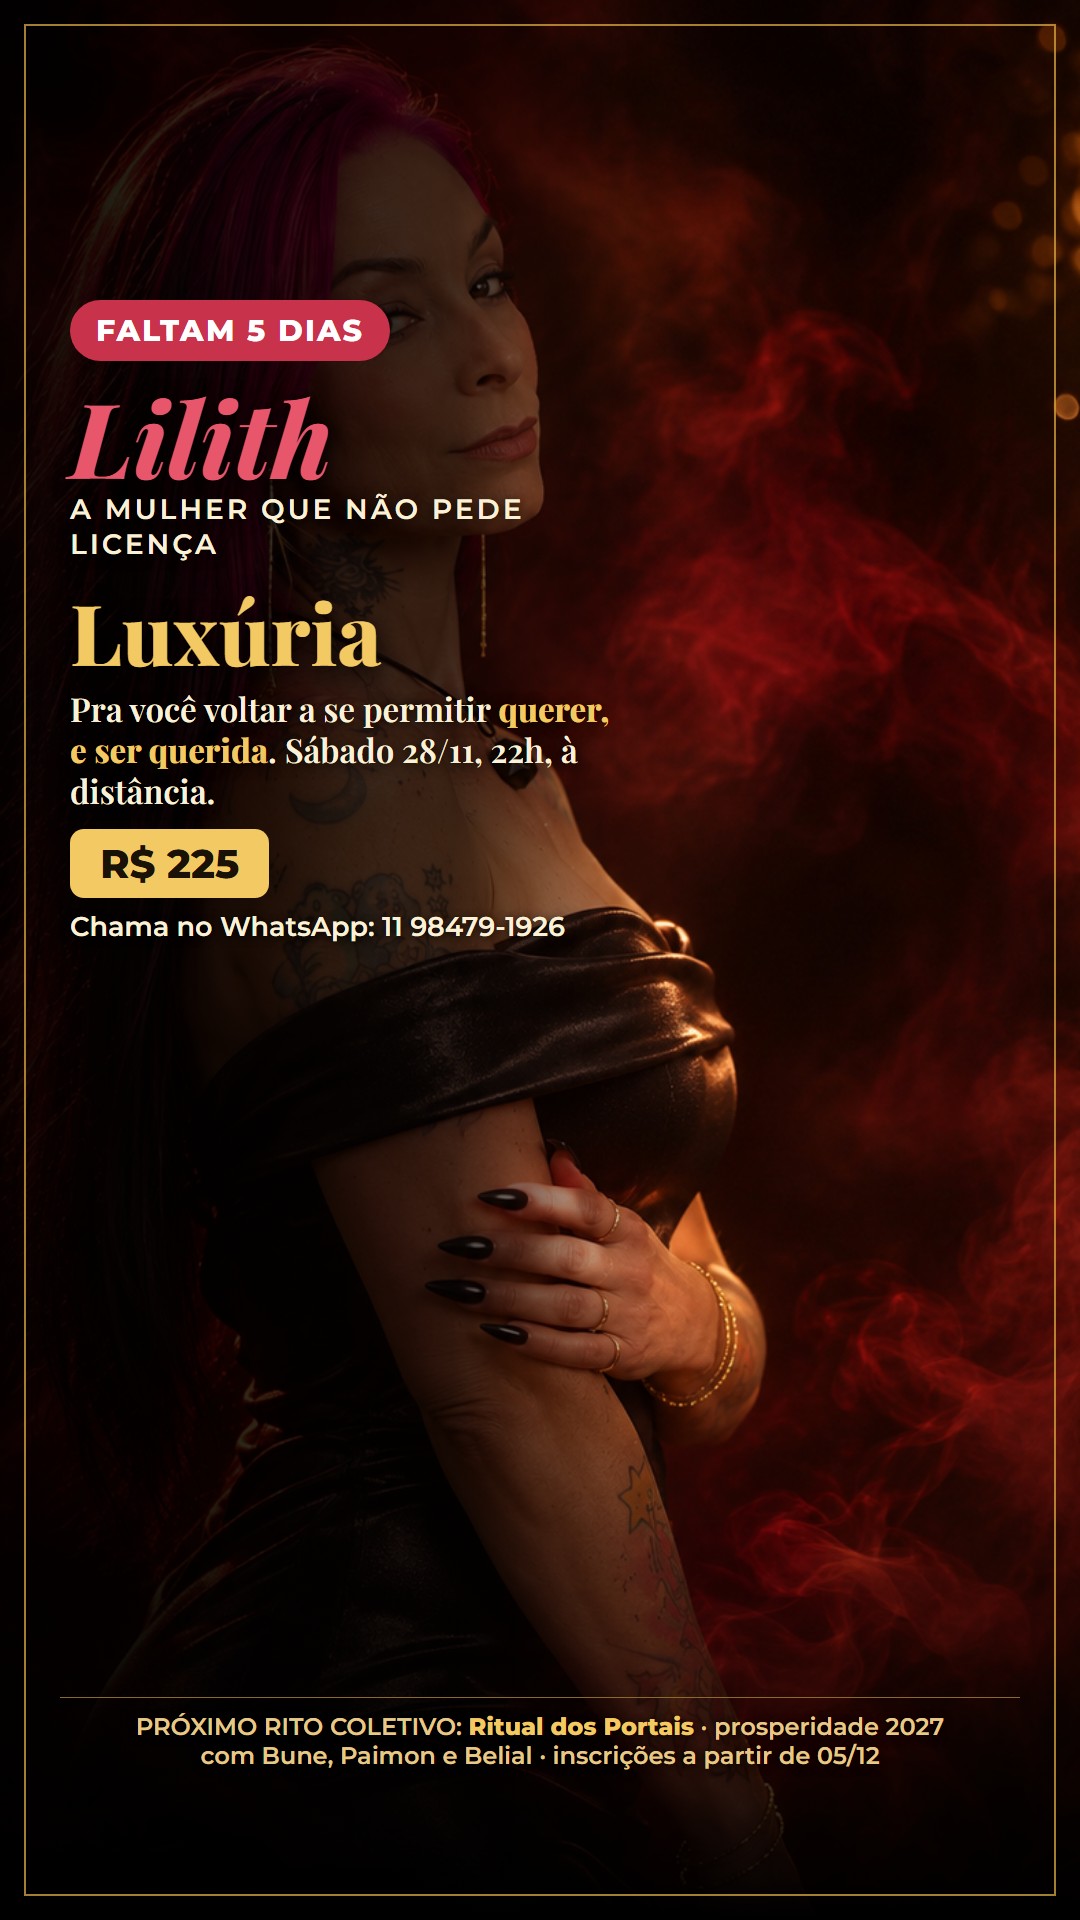 FALTAM 5 DIAS
Lilith
A MULHER QUE NÃO PEDE
LICENÇA
Luxúria
Pra você voltar a se permitir querer,
e ser querida. Sábado 28/11, 22h, à
distância.
R$ 225
Chama no WhatsApp: 11 98479-1926
PRÓXIMO RITO COLETIVO: Ritual dos Portais · prosperidade 2027
com Bune, Paimon e Belial · inscrições a partir de 05/12